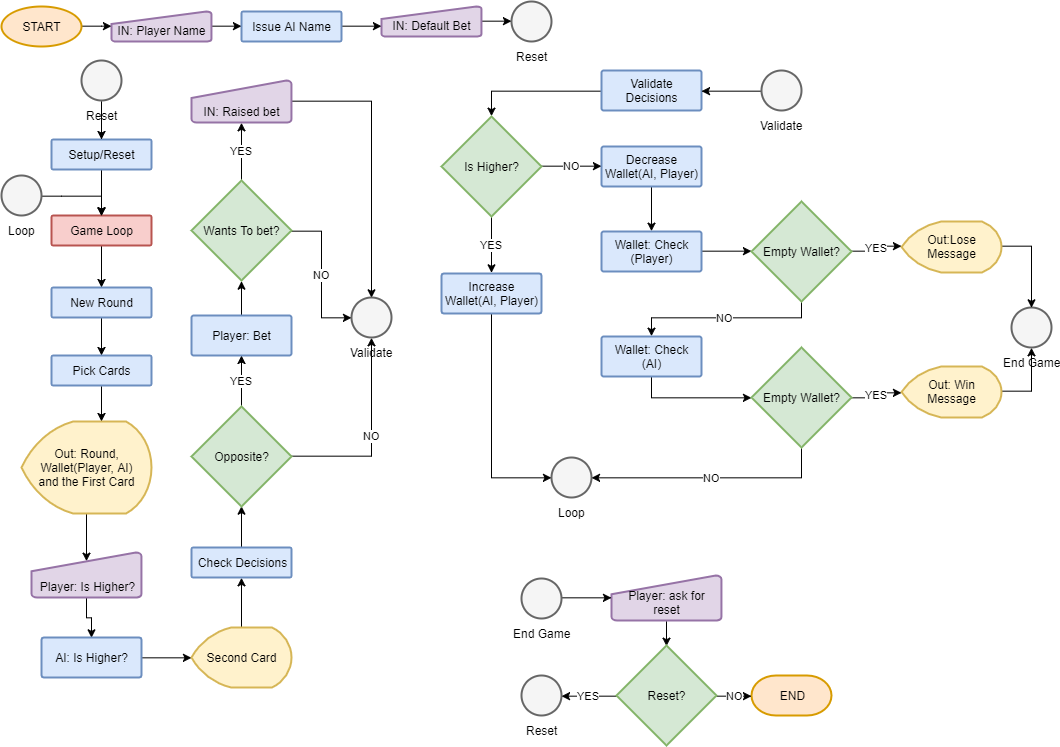 START
IN: Player Name
Issue AI Name
IN: Default Bet
Reset
Reset
Setup/Reset
Loop
Game Loop
New Round
Pick Cards
Out: Round,
Wallet(Player, AI)
and the First Card
Player: Is Higher?
AI: Is Higher?
Second Card
Check Decisions
Opposite?
YES
NO
Player: Bet
Wants To bet?
YES
NO
IN: Raised bet
Validate
Validate
Validate
Decisions
Is Higher?
NO
YES
Increase
Wallet(AI, Player)
Decrease
Wallet(AI, Player)
Wallet: Check
(Player)
Empty Wallet?
YES
Out:Lose
Message
NO
Wallet: Check
(AI)
Empty Wallet?
YES
Out: Win
Message
End Game
NO
Loop
End Game
Player: ask for
reset
Reset?
YES
Reset
NO
END